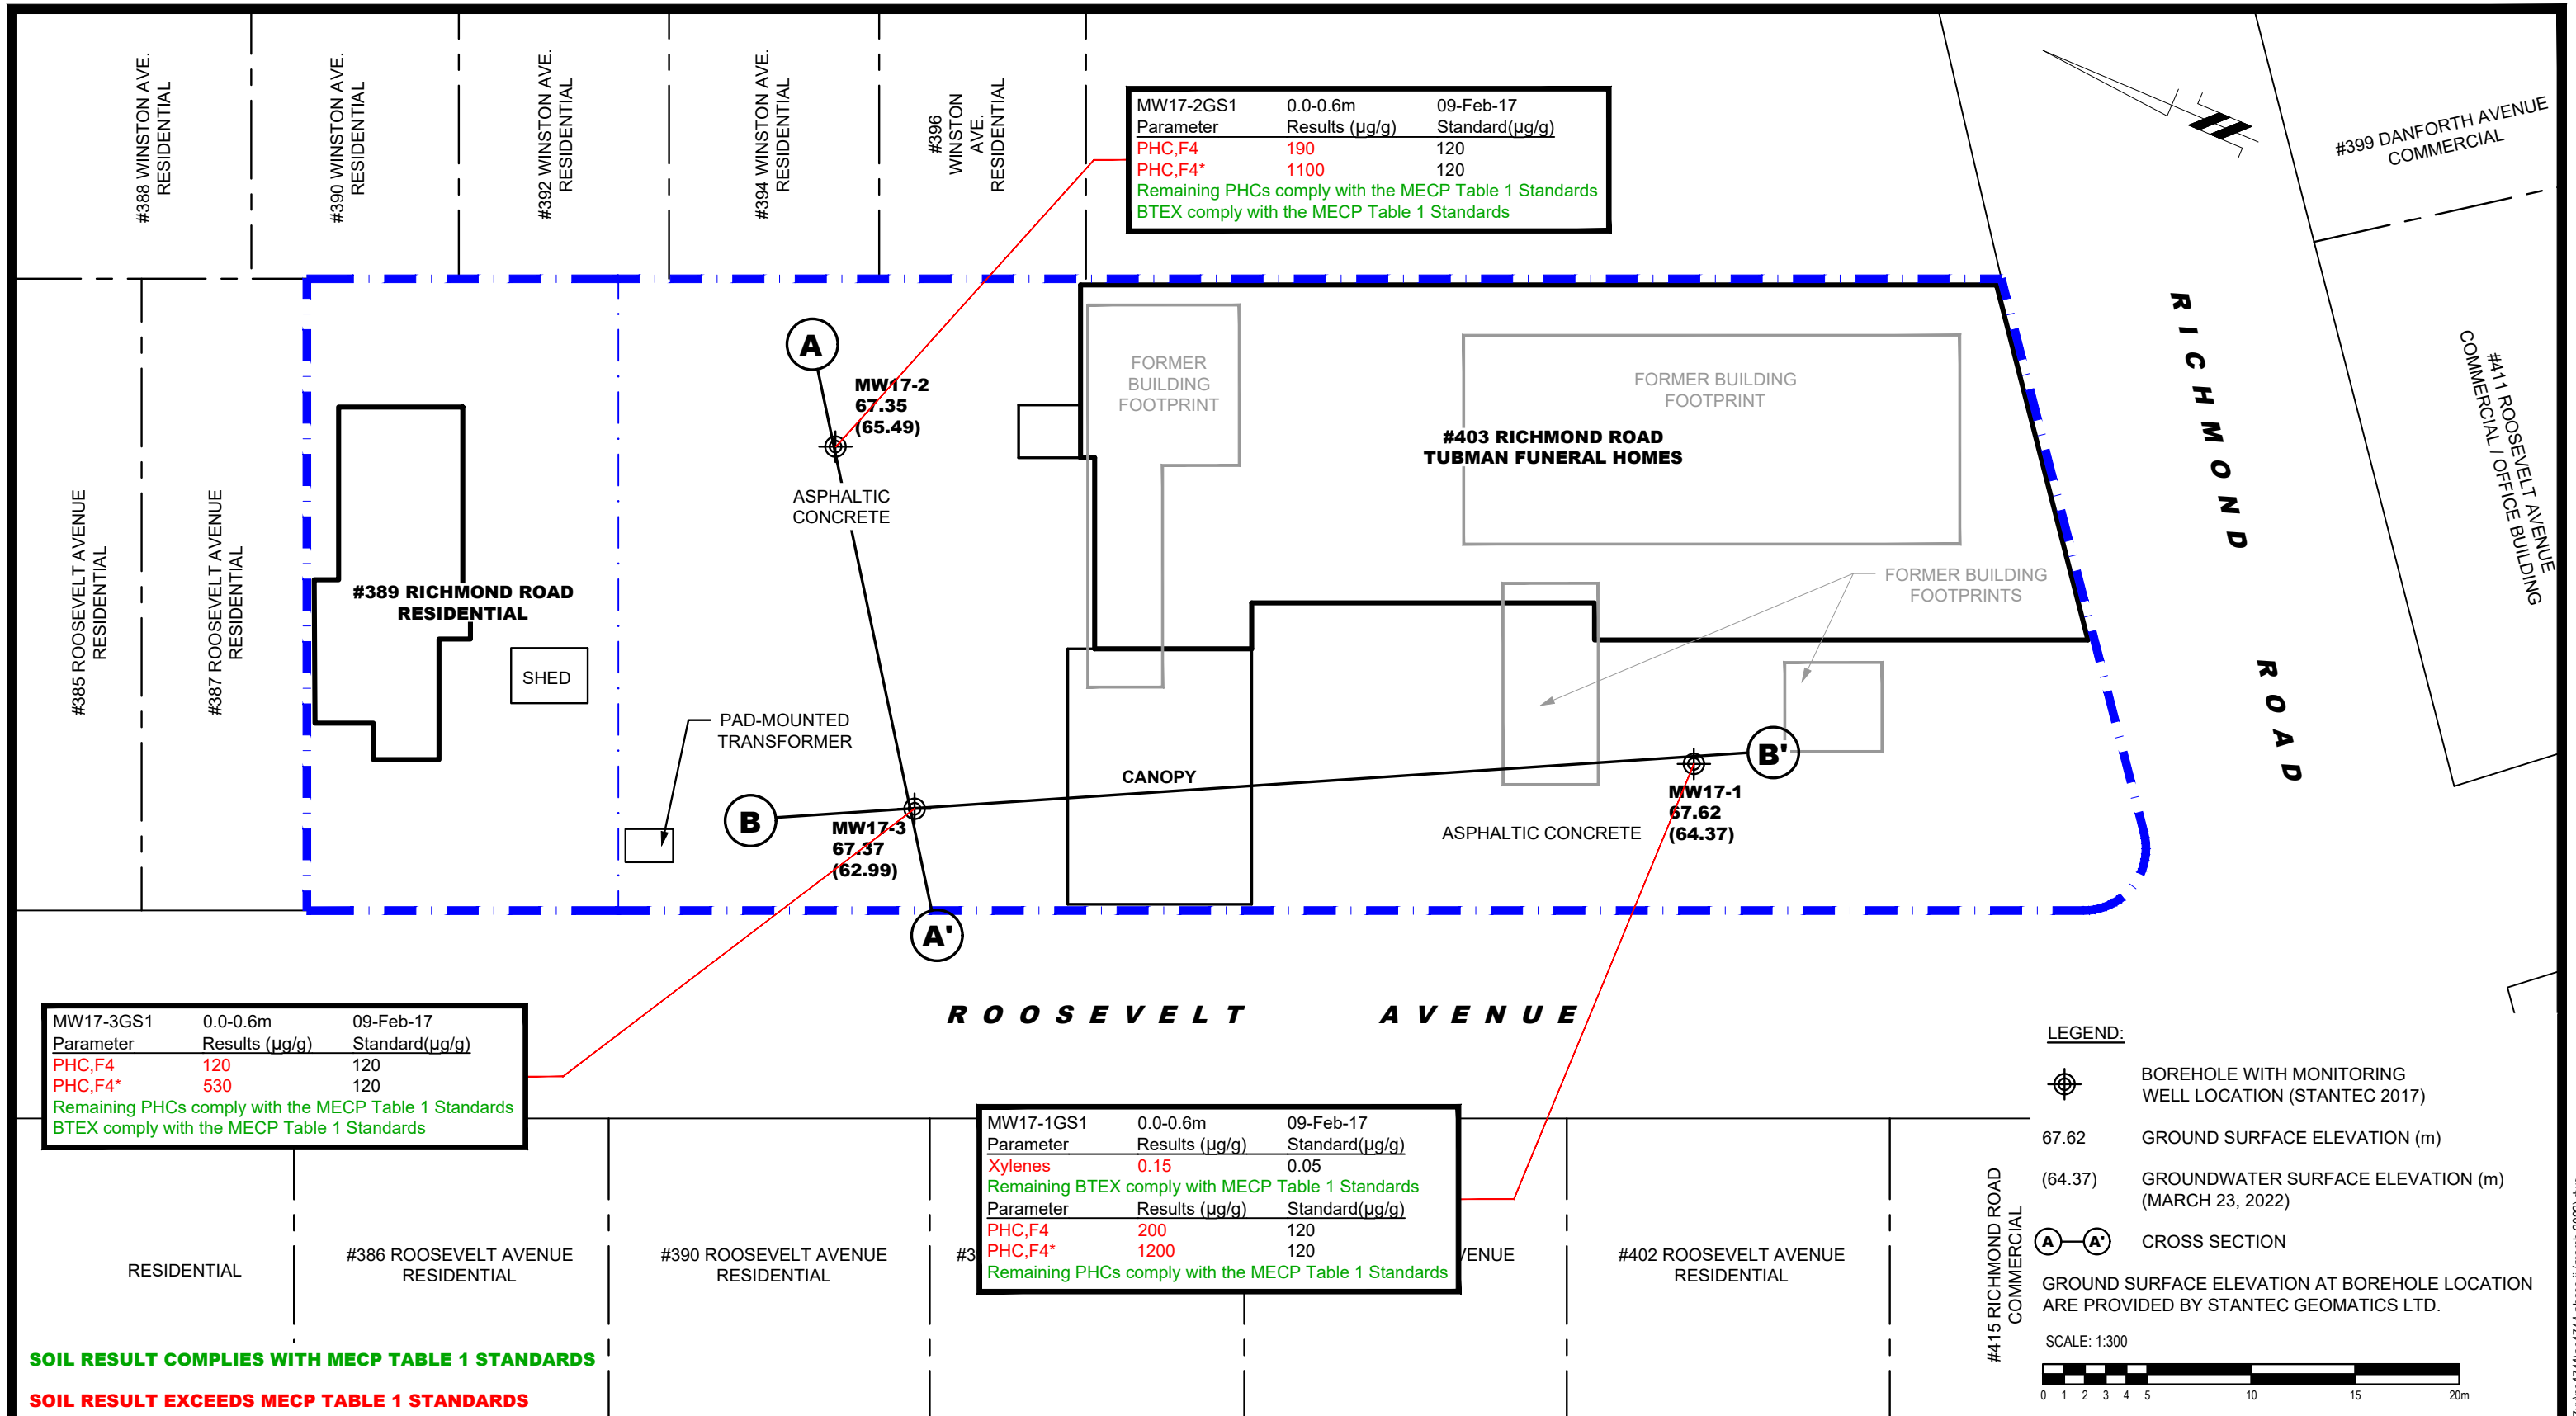 #388 WINSTON AVE.
RESIDENTIAL
#390 WINSTON AVE.
RESIDENTIAL
#392 WINSTON AVE.
RESIDENTIAL
#394 WINSTON AVE.
RESIDENTIAL
#396
WINSTON
AVE.
RESIDENTIAL
MW17-2GS1 0.0-0.6m 09-Feb-17
Parameter Results (µg/g) Standard(µg/g)
PHC,F4 190 120
PHC,F4* 1100 120
Remaining PHCs comply with the MECP Table 1 Standards
BTEX comply with the MECP Table 1 Standards
#399 DANFORTH AVENUE
COMMERCIAL
#411 ROOSEVELT AVENUE
COMMERCIAL / OFFICE BUILDING
RICHMOND ROAD
A
MW17-2
67.35
(65.49)
ASPHALTIC
CONCRETE
FORMER
BUILDING
FOOTPRINT
FORMER BUILDING
FOOTPRINT
#403 RICHMOND ROAD
TUBMAN FUNERAL HOMES
FORMER BUILDING
FOOTPRINTS
#385 ROOSEVELT AVENUE
RESIDENTIAL
#387 ROOSEVELT AVENUE
RESIDENTIAL
#389 RICHMOND ROAD
RESIDENTIAL
SHED
PAD-MOUNTED
TRANSFORMER
CANOPY
B
B'
MW17-3
67.37
(62.99)
A'
ASPHALTIC CONCRETE
MW17-1
67.62
(64.37)
ROOSEVELT AVENUE
MW17-3GS1 0.0-0.6m 09-Feb-17
Parameter Results (µg/g) Standard(µg/g)
PHC,F4 120 120
PHC,F4* 530 120
Remaining PHCs comply with the MECP Table 1 Standards
BTEX comply with the MECP Table 1 Standards
MW17-1GS1 0.0-0.6m 09-Feb-17
Parameter Results (µg/g) Standard(µg/g)
Xylenes 0.15 0.05
Remaining BTEX comply with MECP Table 1 Standards
Parameter Results (µg/g) Standard(µg/g)
PHC,F4 200 120
PHC,F4* 1200 120
Remaining PHCs comply with the MECP Table 1 Standards
RESIDENTIAL
#386 ROOSEVELT AVENUE
RESIDENTIAL
#390 ROOSEVELT AVENUE
RESIDENTIAL
#402 ROOSEVELT AVENUE
RESIDENTIAL
#415 RICHMOND ROAD
COMMERCIAL
LEGEND:
BOREHOLE WITH MONITORING
WELL LOCATION (STANTEC 2017)
67.62 GROUND SURFACE ELEVATION (m)
(64.37) GROUNDWATER SURFACE ELEVATION (m)
(MARCH 23, 2022)
A A' CROSS SECTION
GROUND SURFACE ELEVATION AT BOREHOLE LOCATION
ARE PROVIDED BY STANTEC GEOMATICS LTD.
SCALE: 1:300
0 1 2 3 4 5 10 15 20m
SOIL RESULT COMPLIES WITH MECP TABLE 1 STANDARDS
SOIL RESULT EXCEEDS MECP TABLE 1 STANDARDS